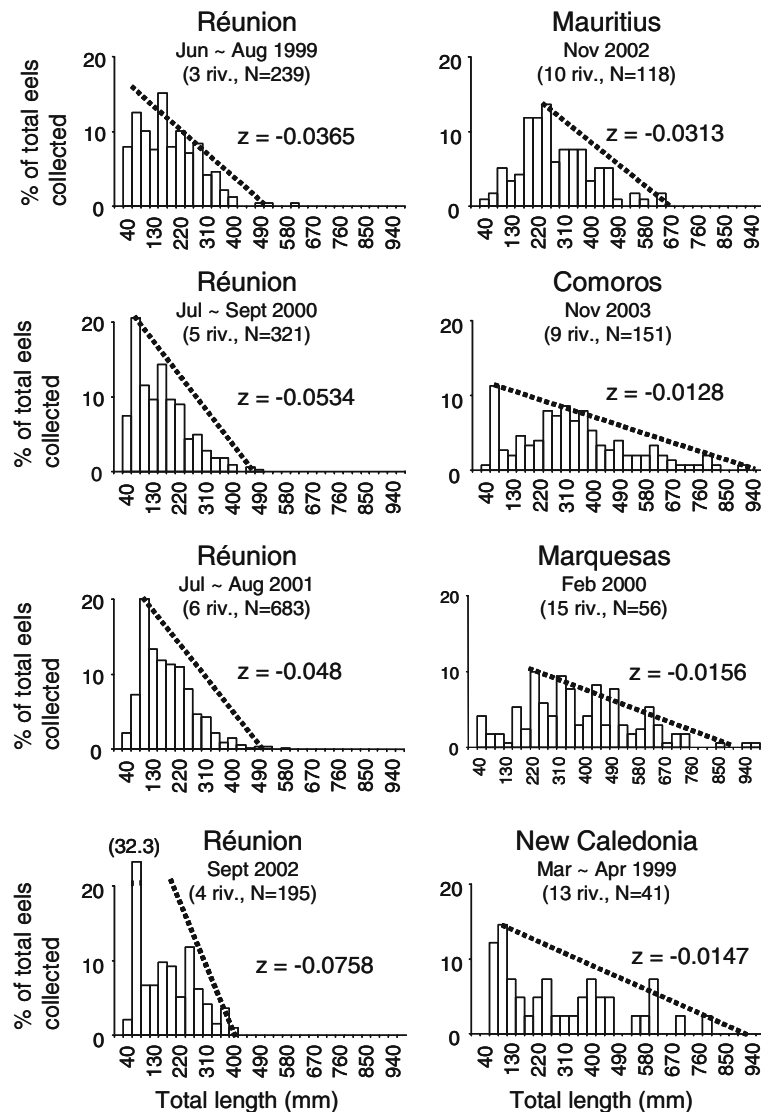 Réunion
Jun ~ Aug 1999
(3 riv., N=239)
z = -0.0365
% of total eels
collected
20
10
0
40
130
220
310
400
490
580
670
760
850
940
Mauritius
Nov 2002
(10 riv., N=118)
z = -0.0313
20
10
0
40
130
220
310
400
490
580
670
760
850
940
Réunion
Jul ~ Sept 2000
(5 riv., N=321)
z = -0.0534
% of total eels
collected
20
10
0
40
130
220
310
400
490
580
670
760
850
940
Comoros
Nov 2003
(9 riv., N=151)
z = -0.0128
20
10
0
40
130
220
310
400
490
580
670
760
850
940
Réunion
Jul ~ Aug 2001
(6 riv., N=683)
z = -0.048
% of total eels
collected
20
10
0
40
130
220
310
400
490
580
670
760
850
940
Marquesas
Feb 2000
(15 riv., N=56)
z = -0.0156
20
10
0
40
130
220
310
400
490
580
670
760
850
940
(32.3)
Réunion
Sept 2002
(4 riv., N=195)
z = -0.0758
% of total eels
collected
20
10
0
40
130
220
310
400
490
580
670
760
850
940
Total length (mm)
New Caledonia
Mar ~ Apr 1999
(13 riv., N=41)
z = -0.0147
20
10
0
40
130
220
310
400
490
580
670
760
850
940
Total length (mm)